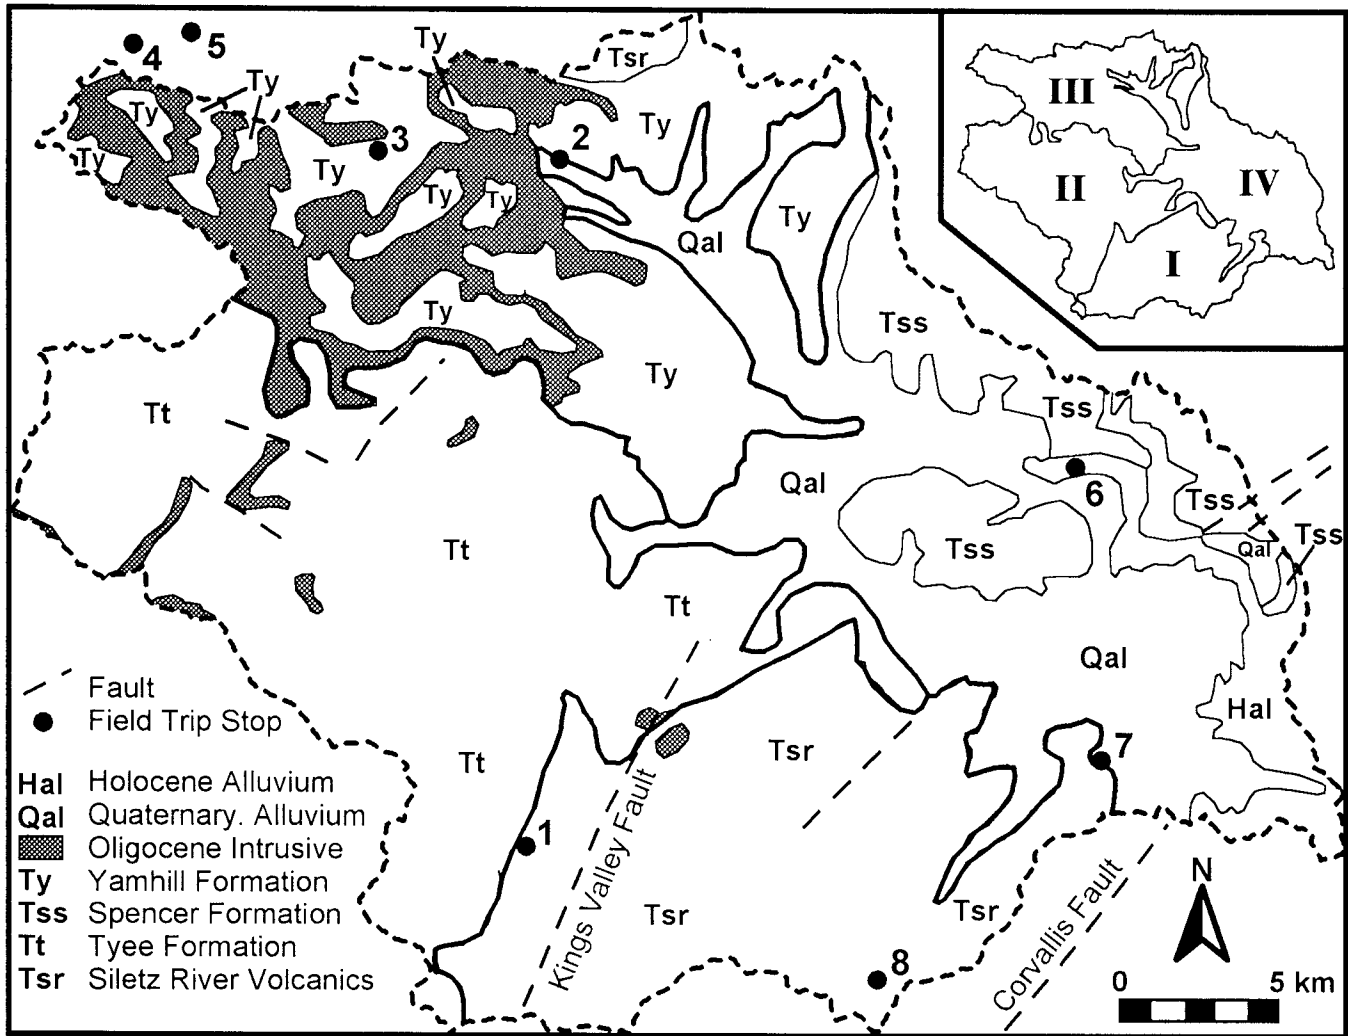 4
5
Ty
Tsr
Ty
Ty
3
2
Ty
Ty
Ty
Ty
Ty
Ty
Qal
Ty
Ty
Tss
Ty
III
II
IV
I
Tt
Tss
Qal
6
Tss
Tss
Qal
Tss
Tt
Tt
Qal
Hal
Tsr
7
Tt
1
Kings Valley Fault
Tsr
Tsr
8
Corvallis Fault
N
0 5 km
Fault
Field Trip Stop
Hal Holocene Alluvium
Qal Quaternary. Alluvium
Oligocene Intrusive
Ty Yamhill Formation
Tss Spencer Formation
Tt Tyee Formation
Tsr Siletz River Volcanics